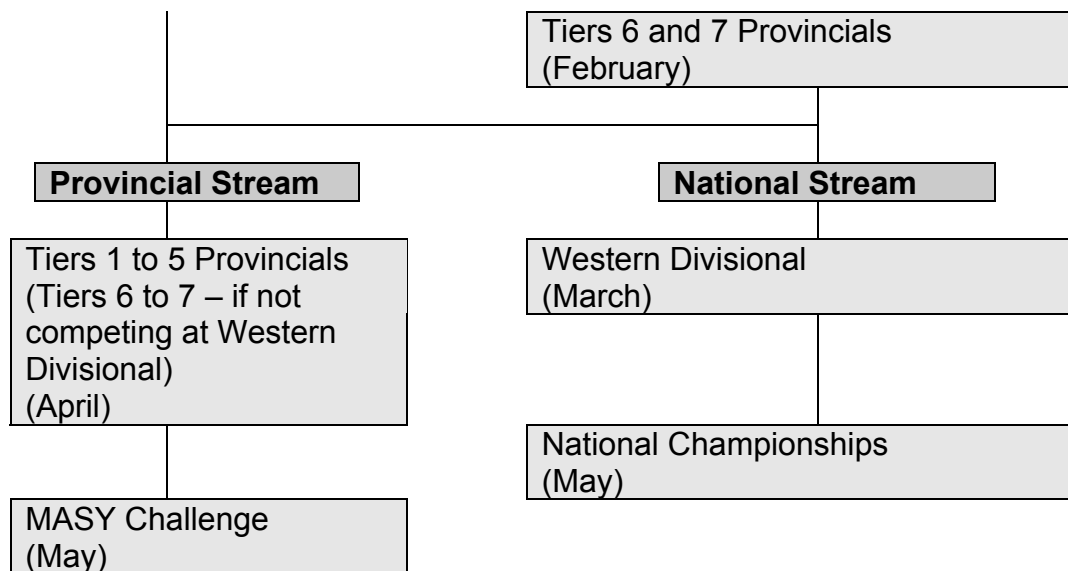 Tiers 6 and 7 Provincials
(February)
Provincial Stream
National Stream
Tiers 1 to 5 Provincials
(Tiers 6 to 7 – if not
competing at Western
Divisional)
(April)
Western Divisional
(March)
National Championships
(May)
MASY Challenge
(May)